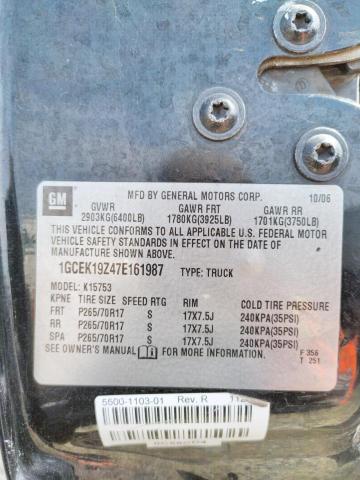 GM
MFD BY GENERAL MOTORS CORP. 10/06
GVWR GAWR FRT GAWR RR
2903KG(6400LB) 1780KG(3925LB) 1701KG(3750LB)
THIS VEHICLE CONFORMS TO ALL APPLICABLE U.S. FEDERAL MOTOR
VEHICLE SAFETY STANDARDS IN EFFECT ON THE DATE OF
MANUFACTURE SHOWN ABOVE.
1GCEK19Z47E161987 TYPE: TRUCK
MODEL: K15753
KPNE TIRE SIZE SPEED RTG RIM COLD TIRE PRESSURE
FRT P265/70R17 S 17X7.5J 240KPA(35PSI)
RR P265/70R17 S 17X7.5J 240KPA(35PSI)
SPA P265/70R17 S 17X7.5J 240KPA(35PSI)
SEE OWNER'S MANUAL FOR MORE INFORMATION. F 356
T 251
5600-1103-01 Rev. R